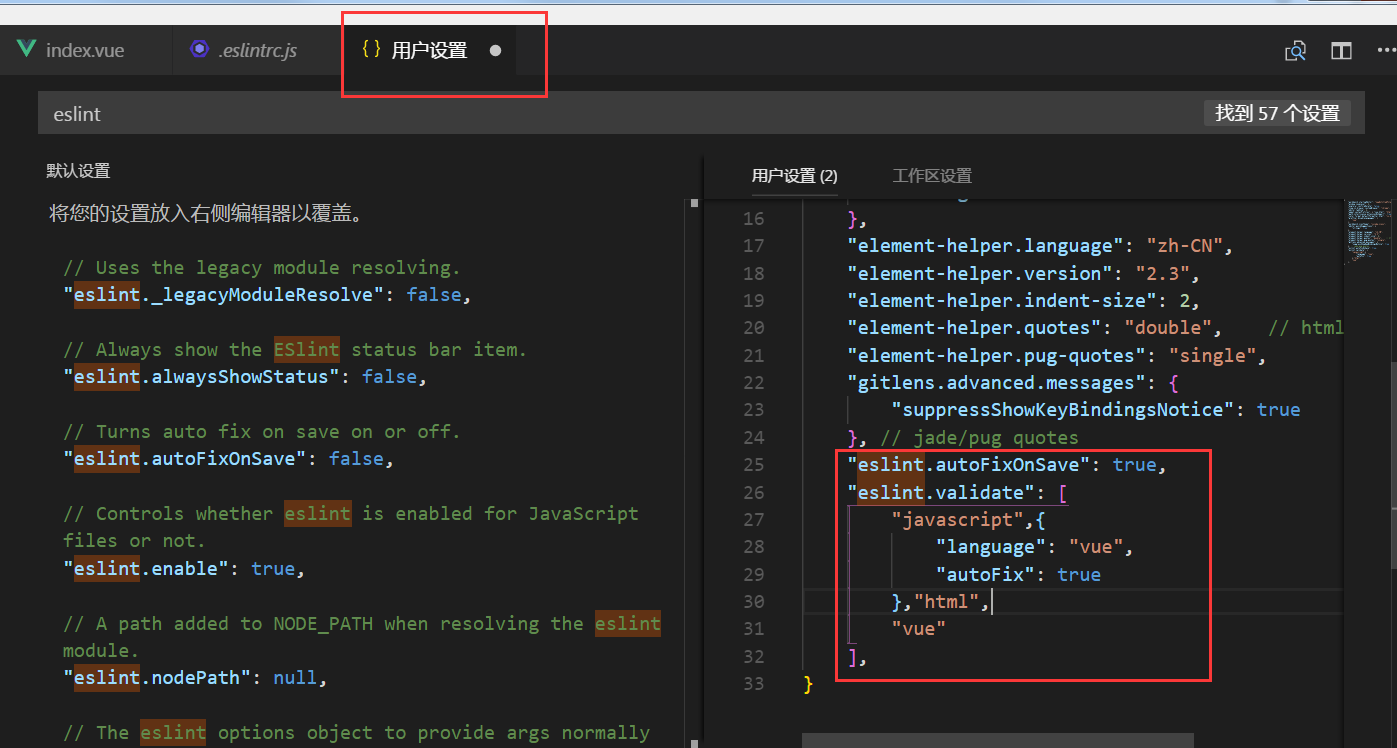 index.vue
.eslintrc.js
{ } 用户设置 ●
eslint
找到 57 个设置
默认设置
将您的设置放入右侧编辑器以覆盖。
// Uses the legacy module resolving.
"eslint._legacyModuleResolve": false,
// Always show the ESlint status bar item.
"eslint.alwaysShowStatus": false,
// Turns auto fix on save on or off.
"eslint.autoFixOnSave": false,
// Controls whether eslint is enabled for JavaScript
files or not.
"eslint.enable": true,
// A path added to NODE_PATH when resolving the eslint
module.
"eslint.nodePath": null,
// The eslint options object to provide args normally
用户设置 (2)
工作区设置
16 },
17 "element-helper.language": "zh-CN",
18 "element-helper.version": "2.3",
19 "element-helper.indent-size": 2,
20 "element-helper.quotes": "double", // html
21 "element-helper.pug-quotes": "single",
22 "gitlens.advanced.messages": {
23 "suppressShowKeyBindingsNotice": true
24 }, // jade/pug quotes
25 "eslint.autoFixOnSave": true,
26 "eslint.validate": [
27 "javascript",{
28 "language": "vue",
29 "autoFix": true
30 },"html",
31 "vue"
32 ],
33 }